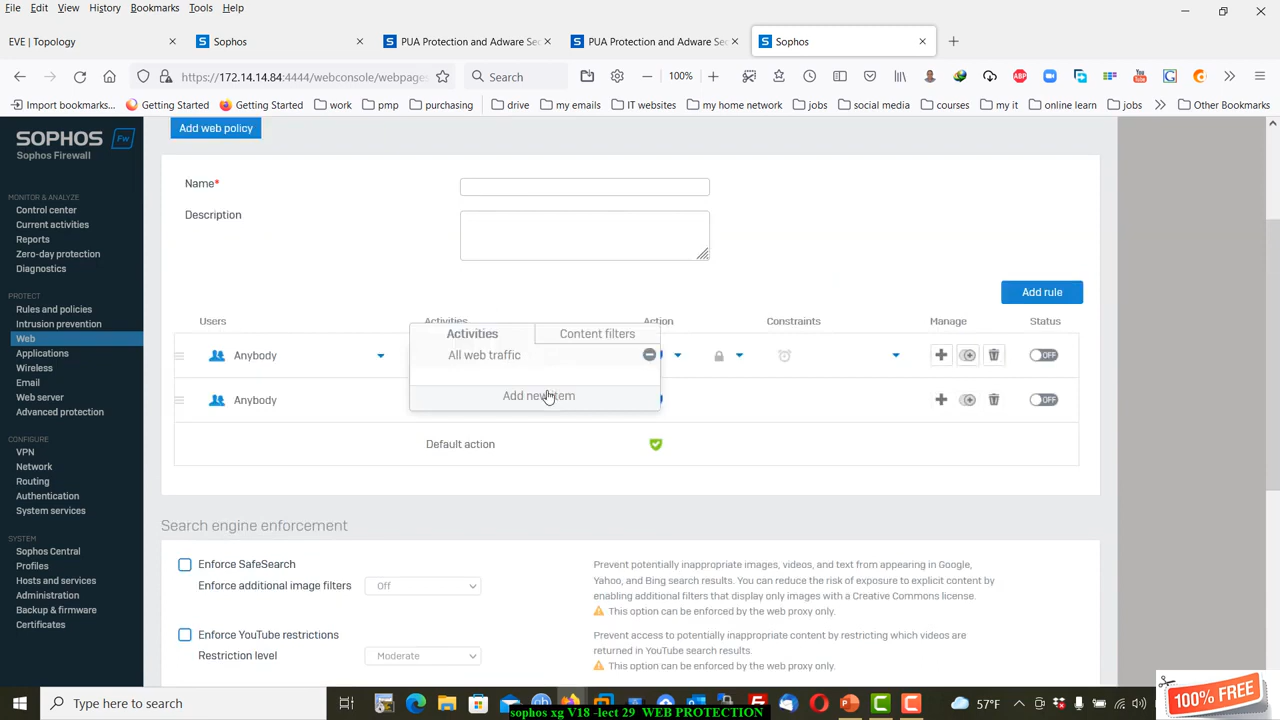 File Edit View History Bookmarks Tools Help
EVE | Topology × Sophos × PUA Protection and Adware Sec × PUA Protection and Adware Sec × Sophos ×
https://172.14.14.84:4444/webconsole/webpages Search 100%
Import bookmarks... Getting Started Getting Started work pmp purchasing drive my emails IT websites my home network jobs social media courses my it online learn jobs Other Bookmarks
SOPHOS Fw
Sophos Firewall
MONITOR & ANALYZE
Control center
Current activities
Reports
Zero-day protection
Diagnostics
PROTECT
Rules and policies
Intrusion prevention
Web
Applications
Wireless
Email
Web server
Advanced protection
CONFIGURE
VPN
Network
Routing
Authentication
System services
SYSTEM
Sophos Central
Profiles
Hosts and services
Administration
Backup & firmware
Certificates
Add web policy
Name*
Description
Add rule
Users Activities Action Constraints Manage Status
Activities Content filters
Anybody All web traffic OFF
Add new item
Anybody OFF
Default action
Search engine enforcement
Enforce SafeSearch
Enforce additional image filters Off
Prevent potentially inappropriate images, videos, and text from appearing in Google,
Yahoo, and Bing search results. You can reduce the risk of exposure to explicit content by
enabling additional filters that display only images with a Creative Commons license.
This option can be enforced by the web proxy only.
Enforce YouTube restrictions
Restriction level Moderate
Prevent access to potentially inappropriate content by restricting which videos are
returned in YouTube search results.
This option can be enforced by the web proxy only.
100% FREE
Type here to search 57°F
sophos xg V18 -lect 29 WEB PROTECTION